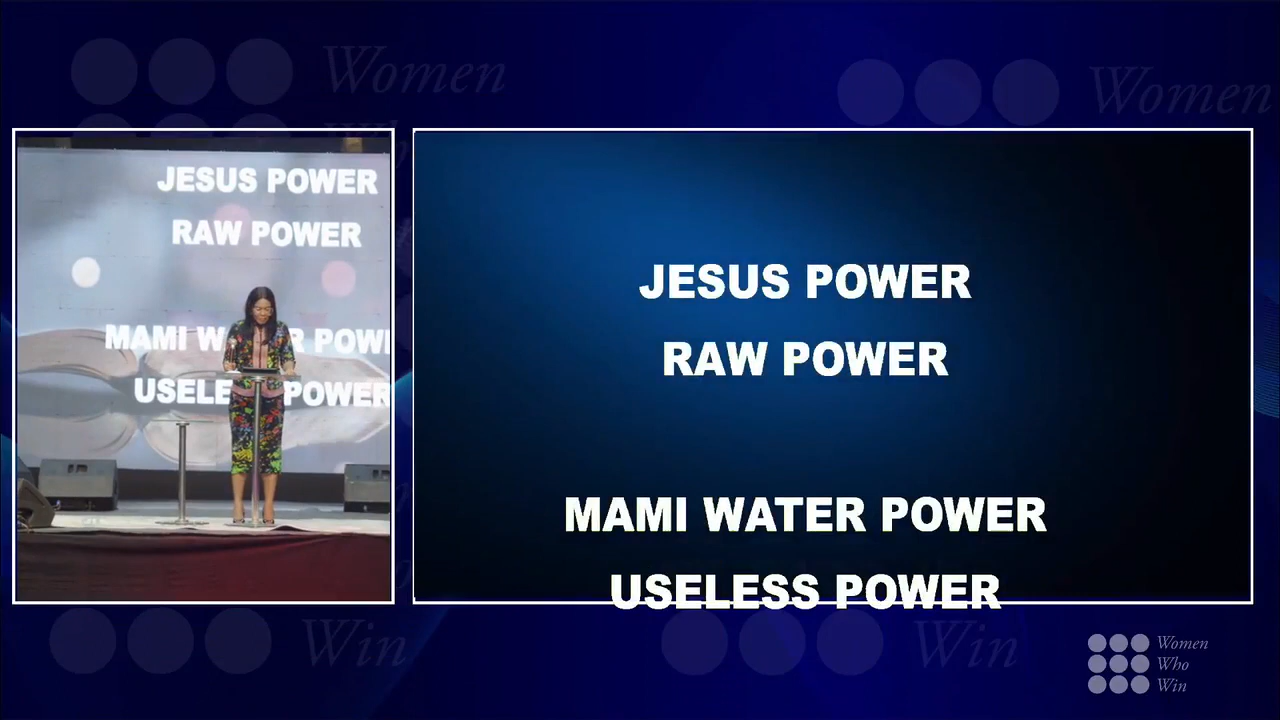 Women
Women
JESUS POWER
RAW POWER
MAMI W R POW
USELE POWER
JESUS POWER
RAW POWER
MAMI WATER POWER
USELESS POWER
Win
Win
Women
Who
Win